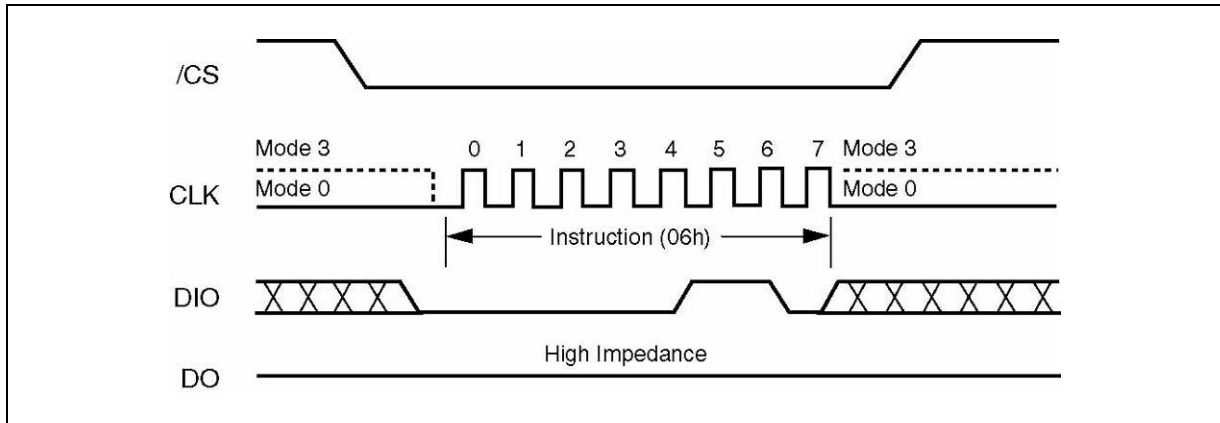 /CS
Mode 3 0 1 2 3 4 5 6 7 Mode 3
CLK Mode 0 Mode 0
Instruction (06h)
DIO
High Impedance
DO